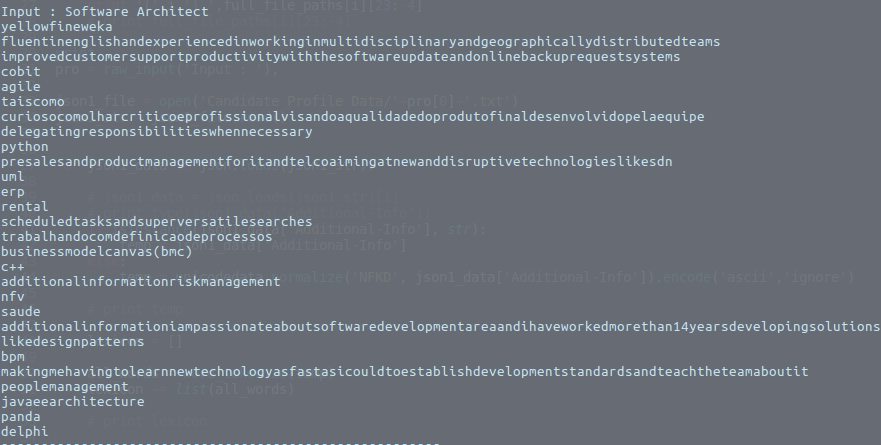 Input : Software Architect
yellowfineweka
fluentinenglishandexperiencedinworkinginmultidisciplinaryandgeographicallydistributedteams
improvedcustomersupportproductivitywiththesoftwareupdateandonlinebackuprequestsystems
cobit
agile
taiscomo
curiosocomolharcriticoeprofissionalvisandoaqualidadedoprodutofinaldesenvolvidopelaequipe
delegatingresponsibilitieswhennecessary
python
presalesandproductmanagementforitandtelcoaimingatnewanddisruptivetechnologieslikesdn
uml
erp
rental
scheduledtasksandsuperversatilesearches
trabalhandocomdefinicaodeprocessos
businessmodelcanvas(bmc)
c++
additionalinformationriskmanagement
nfv
saude
additionalinformationiampassionateaboutsoftwaredevelopmentareaandihaveworkedmorethan14yearsdevelopingsolutions
likedesignpatterns
bpm
makingmehavingtolearnnewtechnologyasfastasicouldtoestablishdevelopmentstandardsandteachtheteamaboutit
peoplemanagement
javaeearchitecture
panda
delphi